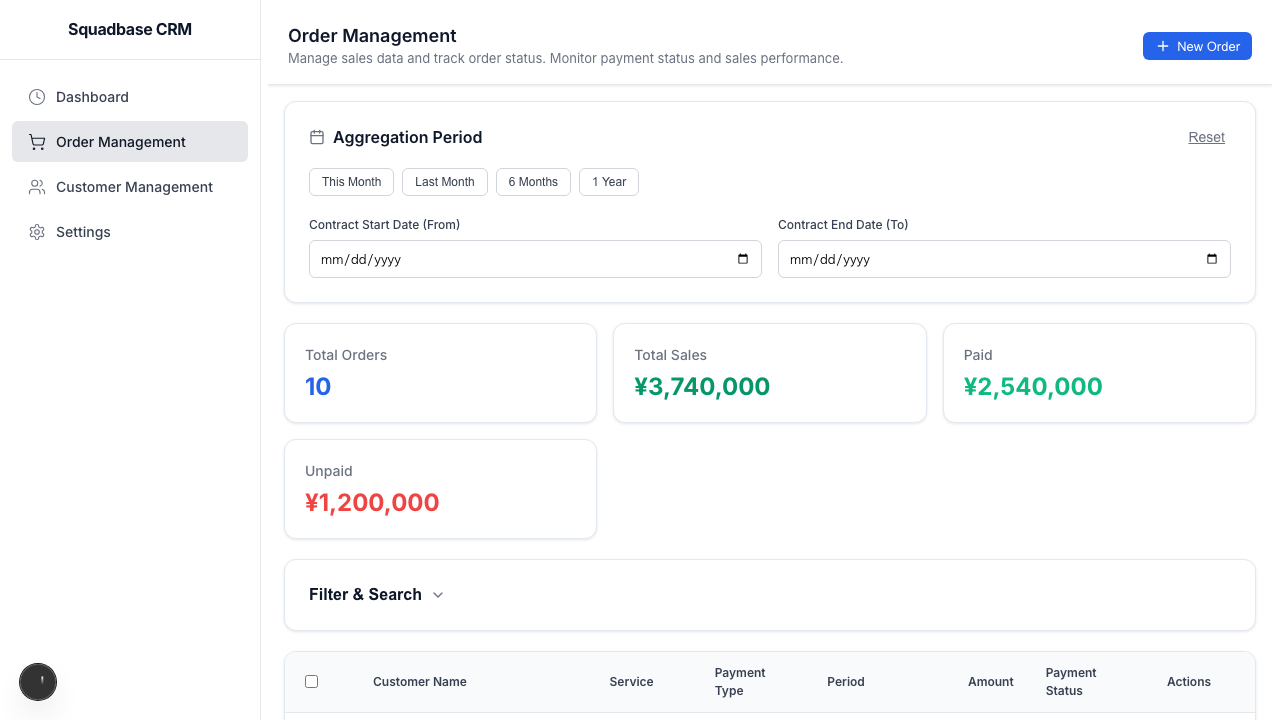 Squadbase CRM
Dashboard
Order Management
Customer Management
Settings
Order Management
Manage sales data and track order status. Monitor payment status and sales performance.
New Order
Aggregation Period
Reset
This Month
Last Month
6 Months
1 Year
Contract Start Date (From)
Contract End Date (To)
mm/dd/yyyy
mm/dd/yyyy
Total Orders
10
Total Sales
¥3,740,000
Paid
¥2,540,000
Unpaid
¥1,200,000
Filter & Search
Customer Name
Service
Payment
Type
Period
Amount
Payment
Status
Actions